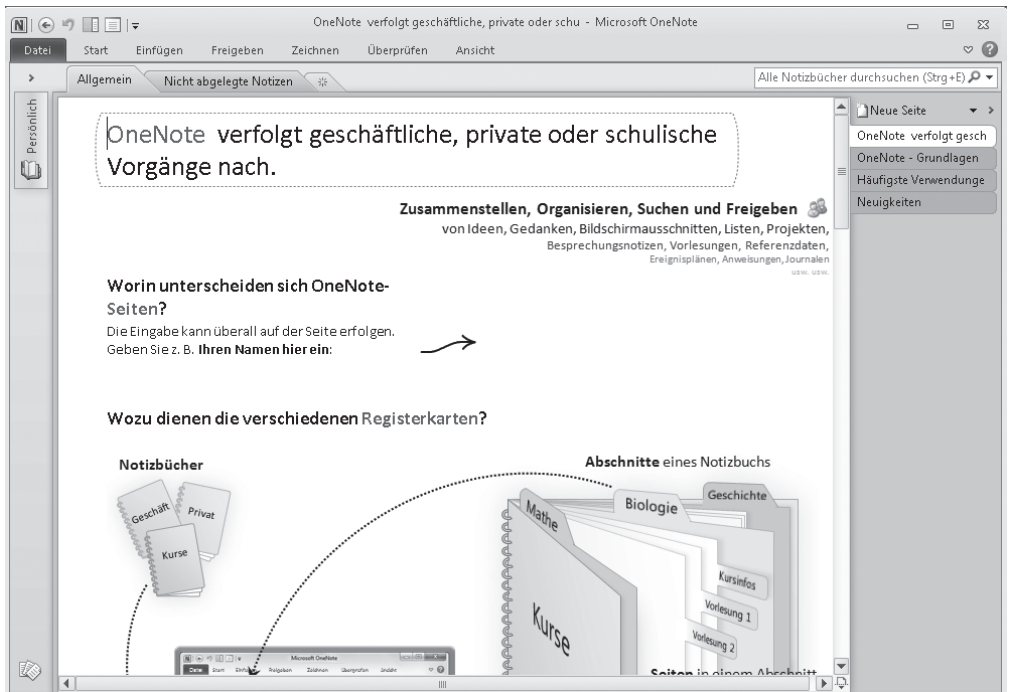 OneNote verfolgt geschäftliche, private oder schu - Microsoft OneNote
Datei Start Einfügen Freigeben Zeichnen Überprüfen Ansicht
Allgemein Nicht abgelegte Notizen
Alle Notizbücher durchsuchen (Strg+E)
Persönlich
Neue Seite
OneNote verfolgt gesch
OneNote - Grundlagen
Häufigste Verwendunge
Neuigkeiten
OneNote verfolgt geschäftliche, private oder schulische
Vorgänge nach.
Zusammenstellen, Organisieren, Suchen und Freigeben
von Ideen, Gedanken, Bildschirmausschnitten, Listen, Projekten,
Besprechungsnotizen, Vorlesungen, Referenzdaten,
Ereignisplänen, Anweisungen, Journalen
usw. usw.
Worin unterscheiden sich OneNote-
Seiten?
Die Eingabe kann überall auf der Seite erfolgen.
Geben Sie z. B. Ihren Namen hier ein:
Wozu dienen die verschiedenen Registerkarten?
Notizbücher
Geschäft
Privat
Kurse
Abschnitte eines Notizbuchs
Mathe
Biologie
Geschichte
Kursinfos
Vorlesung 1
Vorlesung 2
Kurse
Seiten in einem Abschnitt
Microsoft OneNote
Datei Start Einfügen Freigeben Zeichnen Überprüfen Ansicht